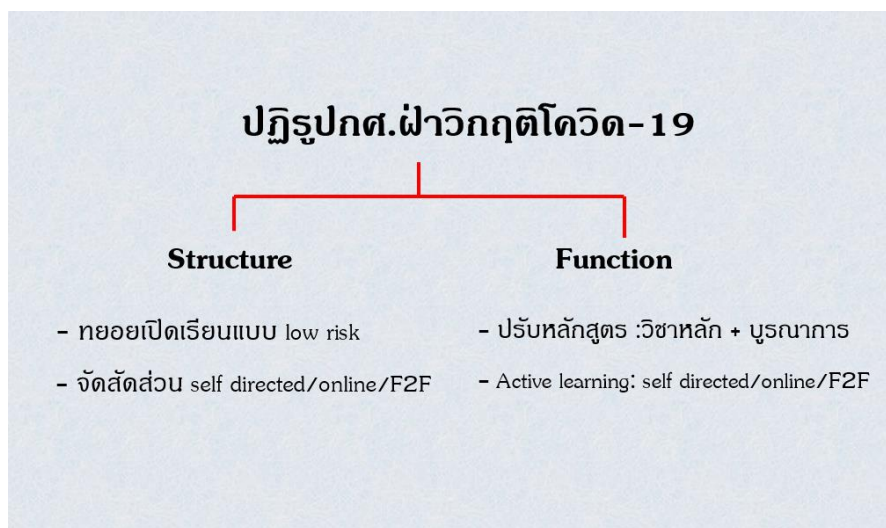 ปฏิรูปกศ.ฝ่าวิกฤติโควิด-19
Structure
- ทยอยเปิดเรียนแบบ low risk
- จัดสัดส่วน self directed/online/F2F
Function
- ปรับหลักสูตร :วิชาหลัก + บูรณาการ
- Active learning: self directed/online/F2F